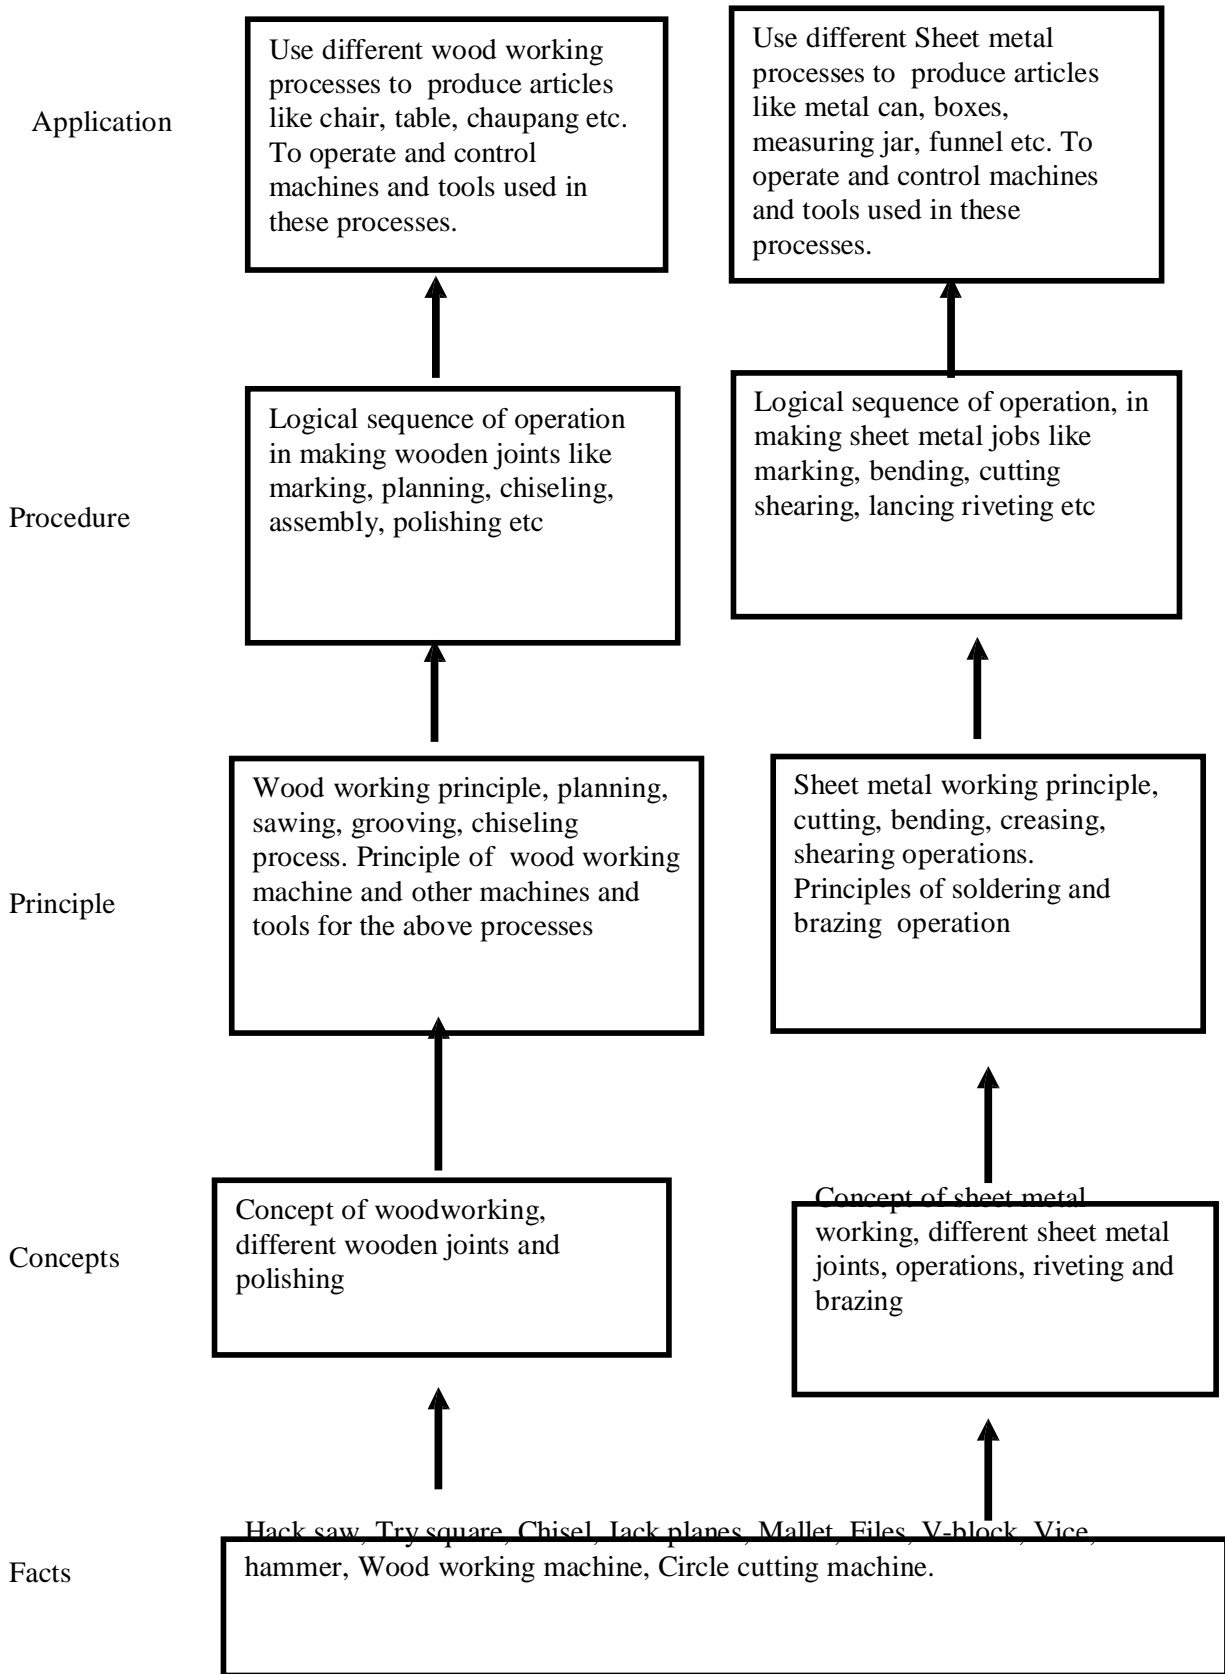 Application
Use different wood working
processes to  produce articles
like chair, table, chaupang etc.
To operate and control
machines and tools used in
these processes.
Use different Sheet metal
processes to  produce articles
like metal can, boxes,
measuring jar, funnel etc. To
operate and control machines
and tools used in these
processes.
Procedure
Logical sequence of operation
in making wooden joints like
marking, planning, chiseling,
assembly, polishing etc
Logical sequence of operation, in
making sheet metal jobs like
marking, bending, cutting
shearing, lancing riveting etc
Principle
Wood working principle, planning,
sawing, grooving, chiseling
process. Principle of  wood working
machine and other machines and
tools for the above processes
Sheet metal working principle,
cutting, bending, creasing,
shearing operations.
Principles of soldering and
brazing  operation
Concepts
Concept of woodworking,
different wooden joints and
polishing
Concept of sheet metal
working, different sheet metal
joints, operations, riveting and
brazing
Facts
Hack saw, Try square, Chisel, Jack planes, Mallet, Files, V-block, Vice,
hammer, Wood working machine, Circle cutting machine.